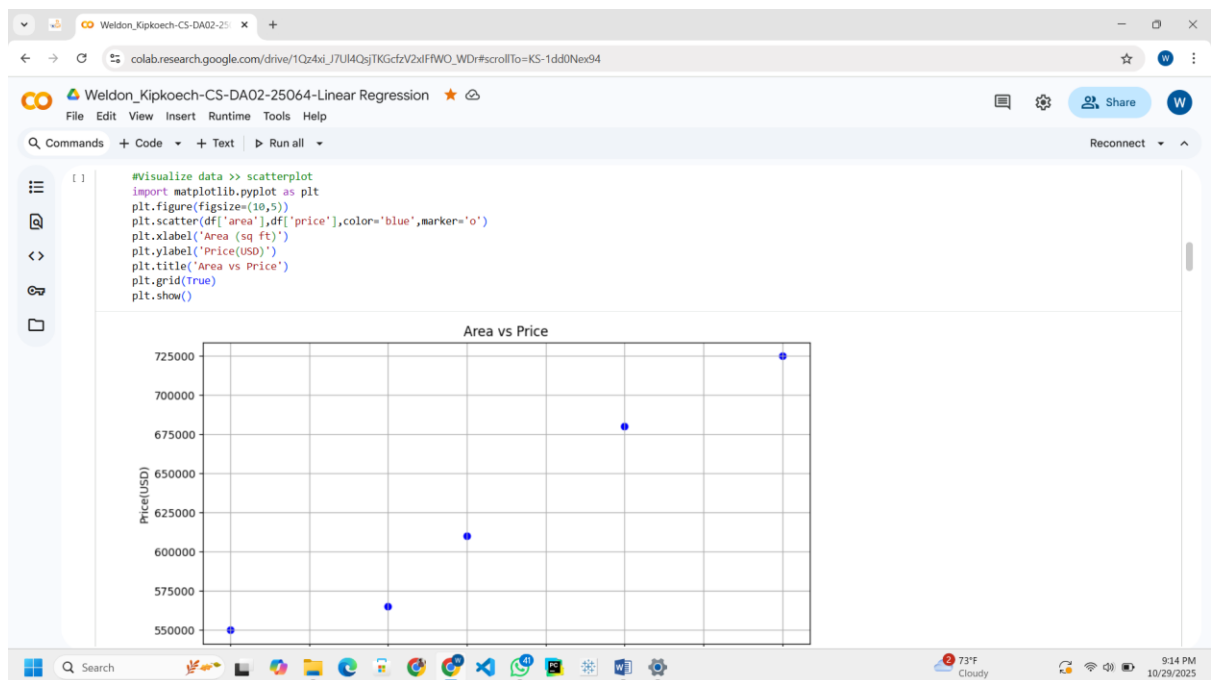 Weldon_Kipkoech-CS-DA02-25
colab.research.google.com/drive/1Qz4xi_J7Ul4QsjTKGcfzV2xIFfWO_WDr#scrollTo=KS-1dd0Nex94
W
CO Weldon_Kipkoech-CS-DA02-25064-Linear Regression
File Edit View Insert Runtime Tools Help
Share
W
Commands + Code + Text Run all
Reconnect
[ ]
#Visualize data >> scatterplot
import matplotlib.pyplot as plt
plt.figure(figsize=(10,5))
plt.scatter(df['area'],df['price'],color='blue',marker='o')
plt.xlabel('Area (sq ft)')
plt.ylabel('Price(USD)')
plt.title('Area vs Price')
plt.grid(True)
plt.show()
Area vs Price
725000
700000
675000
650000
625000
600000
575000
550000
Price(USD)
Search
41
2
73°F
Cloudy
9:14 PM
10/29/2025